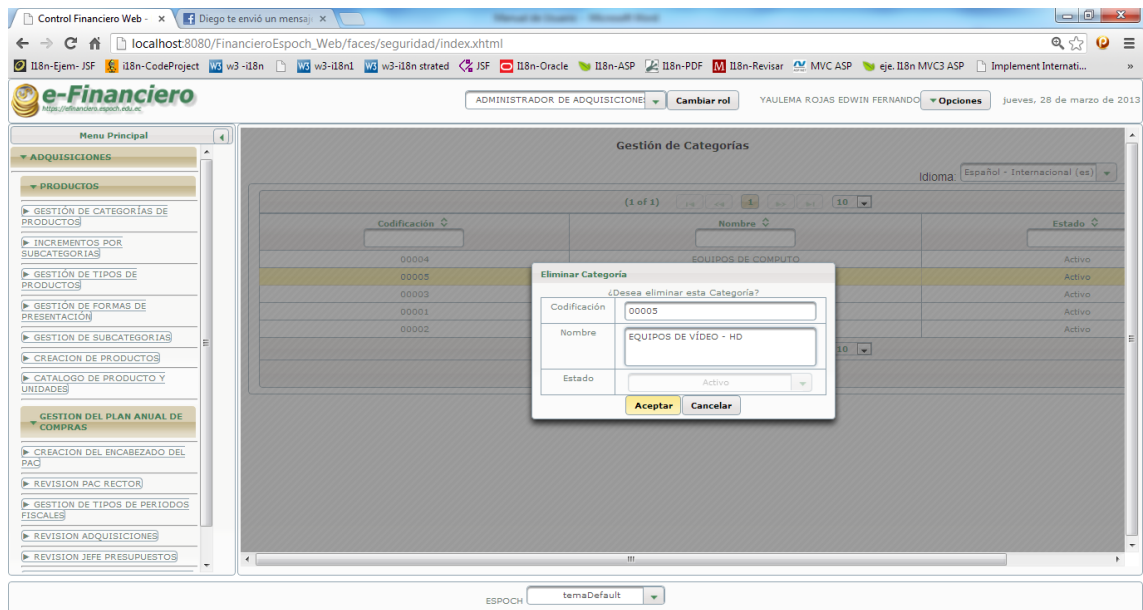 Control Financiero Web - ×
Diego te envió un mensaj ×
localhost:8080/FinancieroEspoch_Web/faces/seguridad/index.xhtml
I18n-Ejem- JSF
i18n-CodeProject
w3 -i18n
w3-i18n1
w3-i18n strated
JSF
I18n-Oracle
I18n-ASP
I18n-PDF
I18n-Revisar
MVC ASP
eje. I18n MVC3 ASP
Implement Internati...
»
e-Financiero
https://efinanciero.espoch.edu.ec
ADMINISTRADOR DE ADQUISICIONE
Cambiar rol
YAULEMA ROJAS EDWIN FERNANDO
Opciones
jueves, 28 de marzo de 2013
Menu Principal
ADQUISICIONES
PRODUCTOS
GESTIÓN DE CATEGORÍAS DE
PRODUCTOS
INCREMENTOS POR
SUBCATEGORIAS
GESTIÓN DE TIPOS DE
PRODUCTOS
GESTIÓN DE FORMAS DE
PRESENTACIÓN
GESTION DE SUBCATEGORIAS
CREACION DE PRODUCTOS
CATALOGO DE PRODUCTO Y
UNIDADES
GESTION DEL PLAN ANUAL DE
COMPRAS
CREACION DEL ENCABEZADO DEL
PAC
REVISION PAC RECTOR
GESTION DE TIPOS DE PERIODOS
FISCALES
REVISION ADQUISICIONES
REVISION JEFE PRESUPUESTOS
Gestión de Categorías
Idioma: Español - Internacional (es)
(1 of 1) 1 10
Codificación Nombre Estado
00004 EQUIPOS DE COMPUTO Activo
00005 Activo
00003 Activo
00001 Activo
00002 Activo
10
Eliminar Categoría
¿Desea eliminar esta Categoría?
Codificación 00005
Nombre EQUIPOS DE VÍDEO - HD
Estado Activo
Aceptar Cancelar
ESPOCH temaDefault